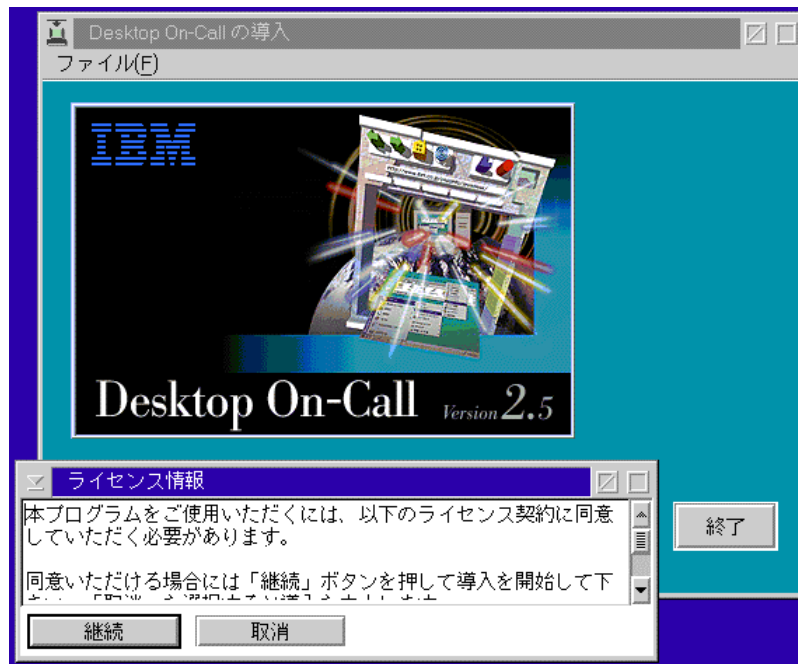 Desktop On-Call の導入
ファイル(F)
IBM
Desktop On-Call Version 2.5
ライセンス情報
本プログラムをご使用いただくには、以下のライセンス契約に同意
していただく必要があります。
同意いただける場合には「継続」ボタンを押して導入を開始して下
継続
取消
終了